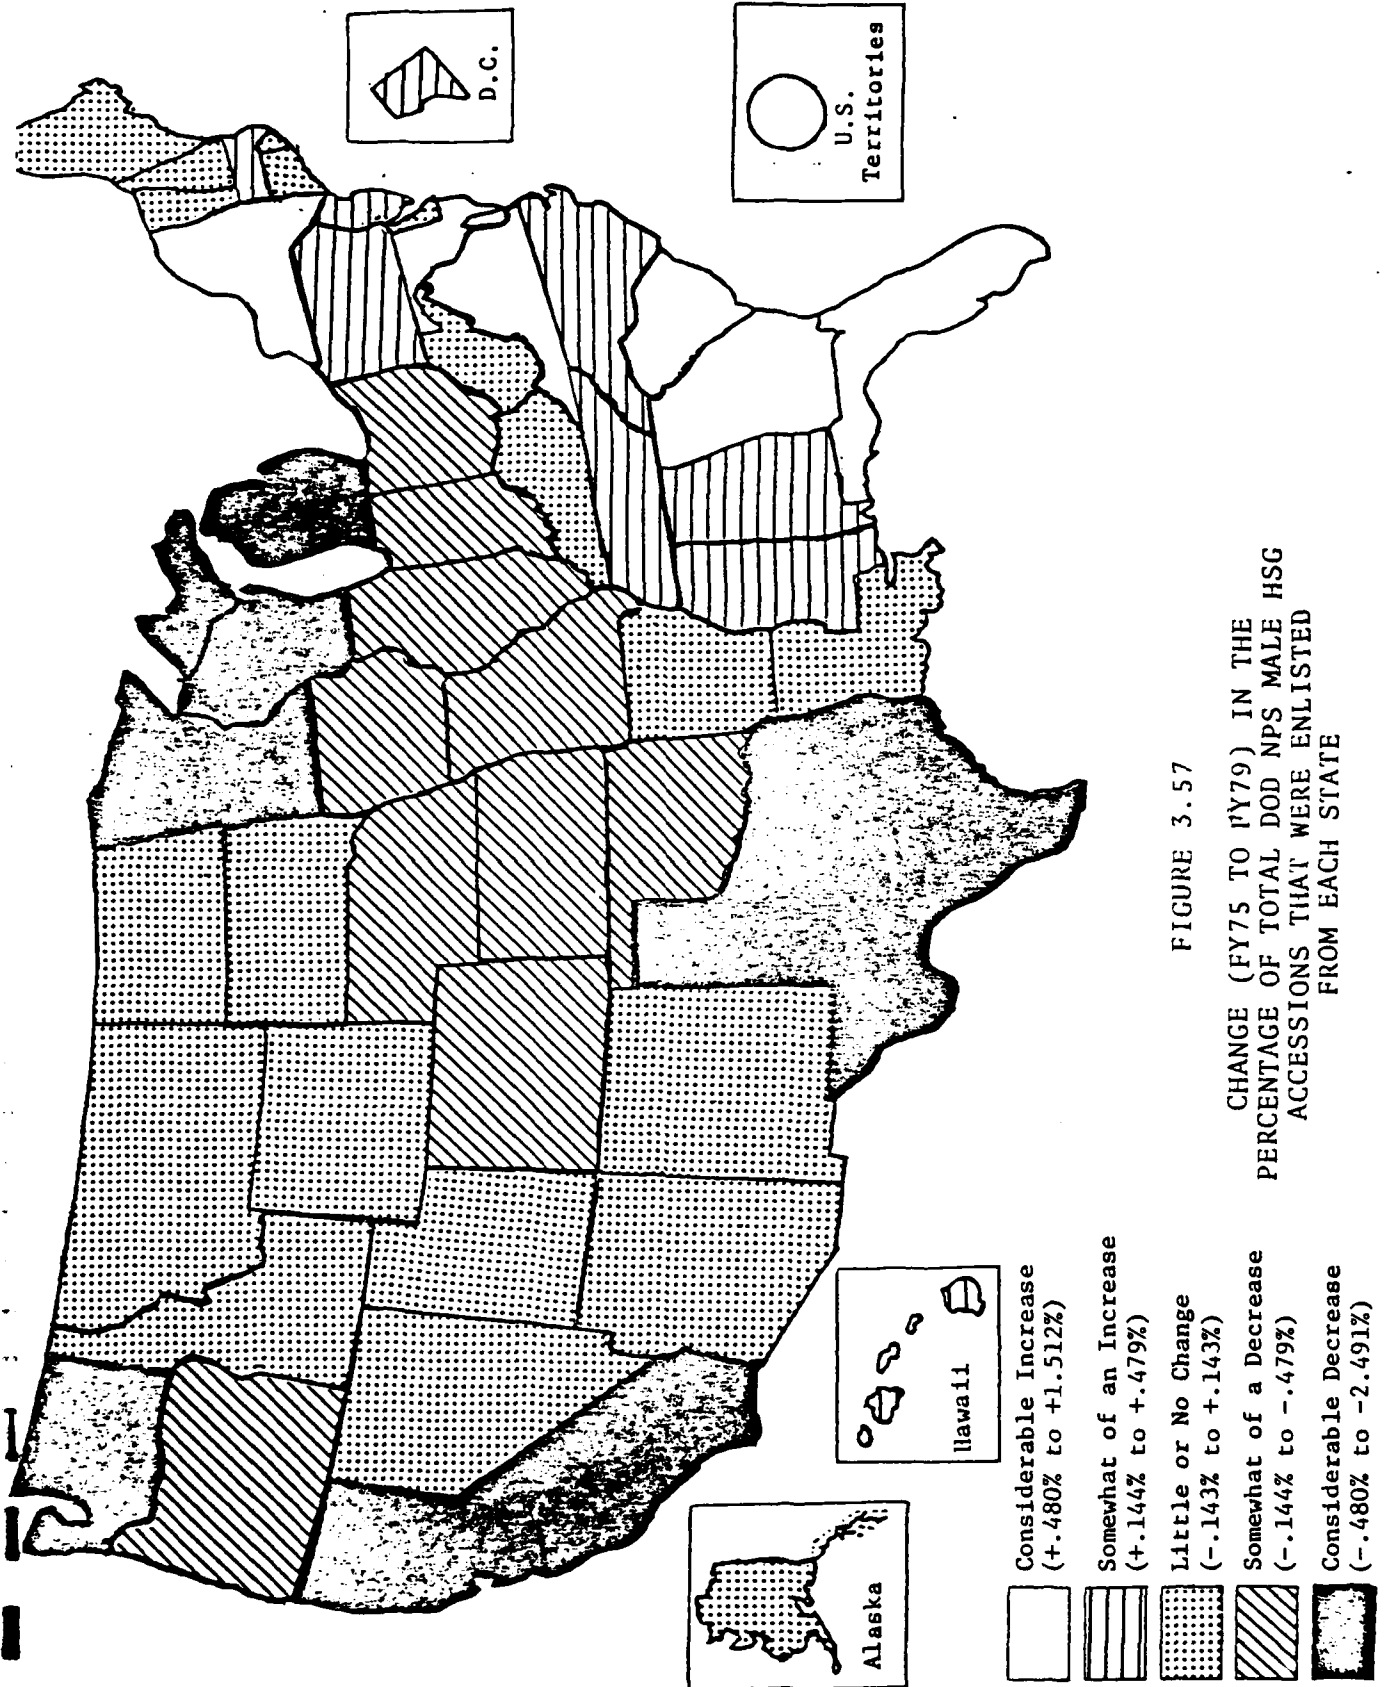 D.C.
U.S.
Territories
Alaska
Hawaii
Considerable Increase
(+.480% to +1.512%)
Somewhat of an Increase
(+.144% to +.479%)
Little or No Change
(-.143% to +.143%)
Somewhat of a Decrease
(-.144% to -.479%)
Considerable Decrease
(-.480% to -2.491%)
FIGURE 3.57
CHANGE (FY75 TO FY79) IN THE
PERCENTAGE OF TOTAL DOD NPS MALE HSG
ACCESSIONS THAT WERE ENLISTED
FROM EACH STATE